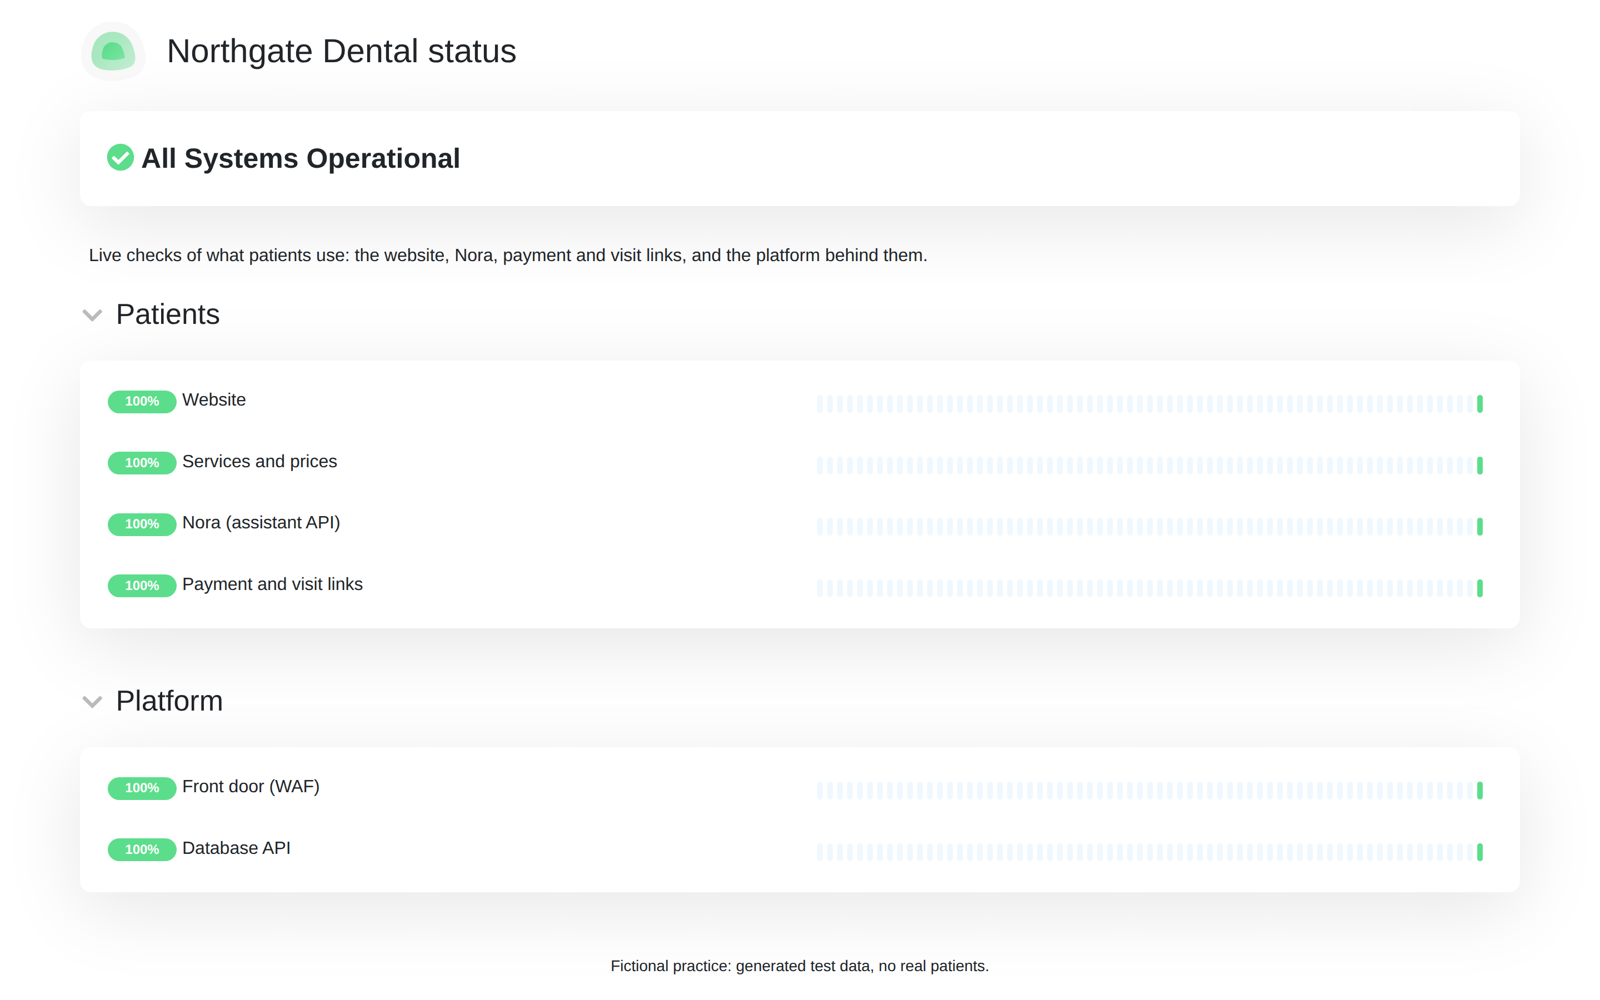 Northgate Dental status
All Systems Operational
Live checks of what patients use: the website, Nora, payment and visit links, and the platform behind them.
Patients
100% Website
100% Services and prices
100% Nora (assistant API)
100% Payment and visit links
Platform
100% Front door (WAF)
100% Database API
Fictional practice: generated test data, no real patients.